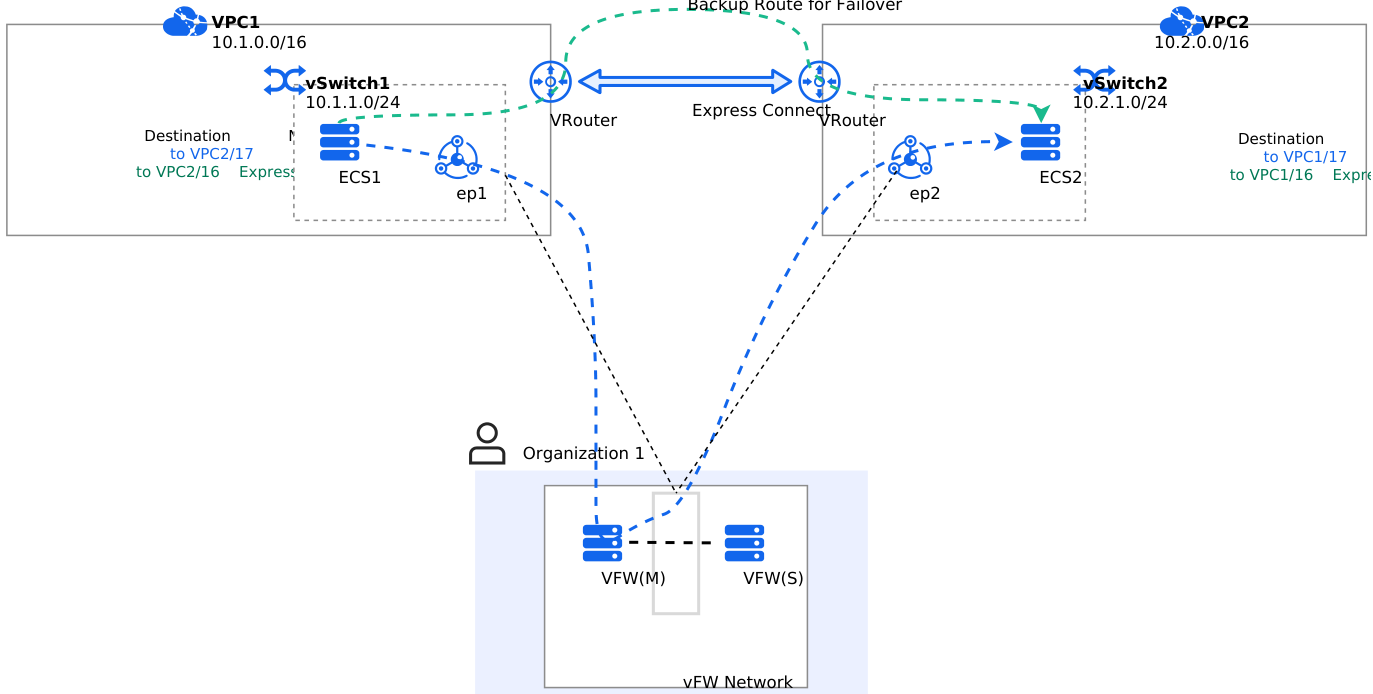 Backup Route for Failover
VPC1
10.1.0.0/16
VPC2
10.2.0.0/16
vSwitch1
10.1.1.0/24
vSwitch2
10.2.1.0/24
Express Connect
VRouter
VRouter
Destination
to VPC2/17
to VPC2/16 Express
ECS1
ep1
ep2
ECS2
Destination
to VPC1/17
to VPC1/16
Organization 1
VFW(M)
VFW(S)
vFW Network